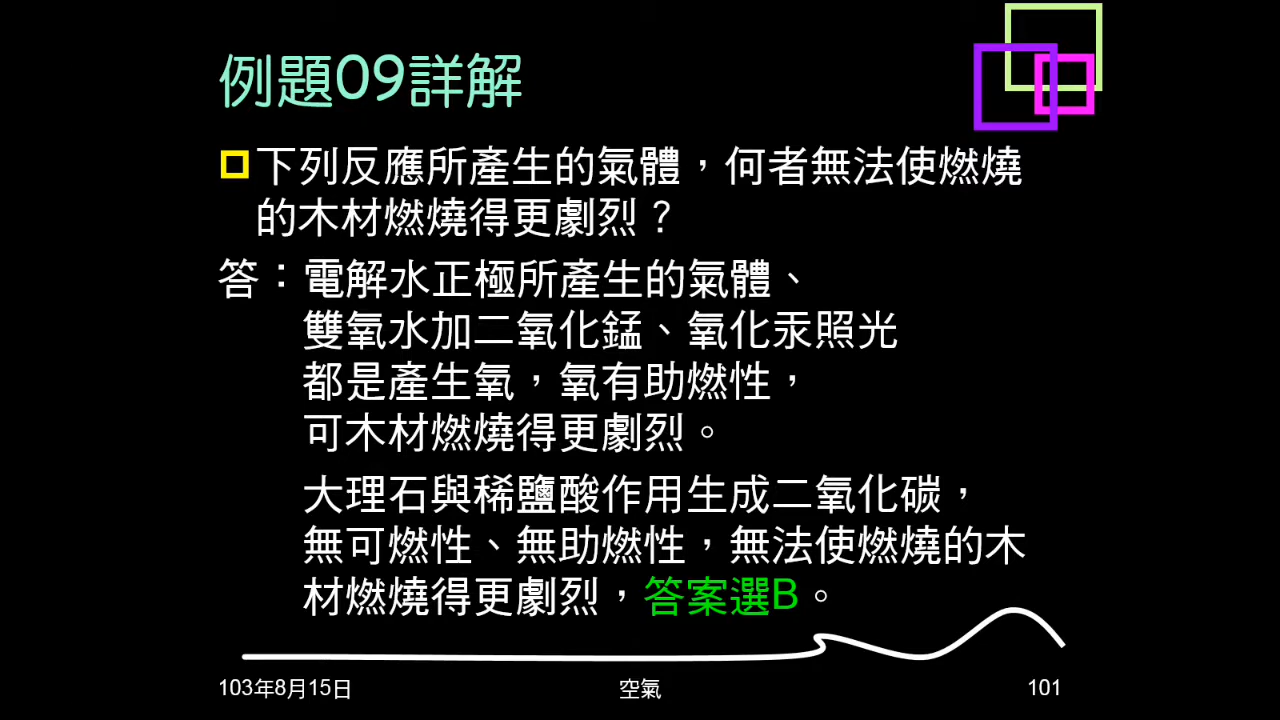 例題09詳解
下列反應所產生的氣體，何者無法使燃燒
的木材燃燒得更劇烈？
答：電解水正極所產生的氣體、
雙氧水加二氧化錳、氧化汞照光
都是產生氧，氧有助燃性，
可木材燃燒得更劇烈。
大理石與稀鹽酸作用生成二氧化碳，
無可燃性、無助燃性，無法使燃燒的木
材燃燒得更劇烈，答案選B。
103年8月15日
空氣
101